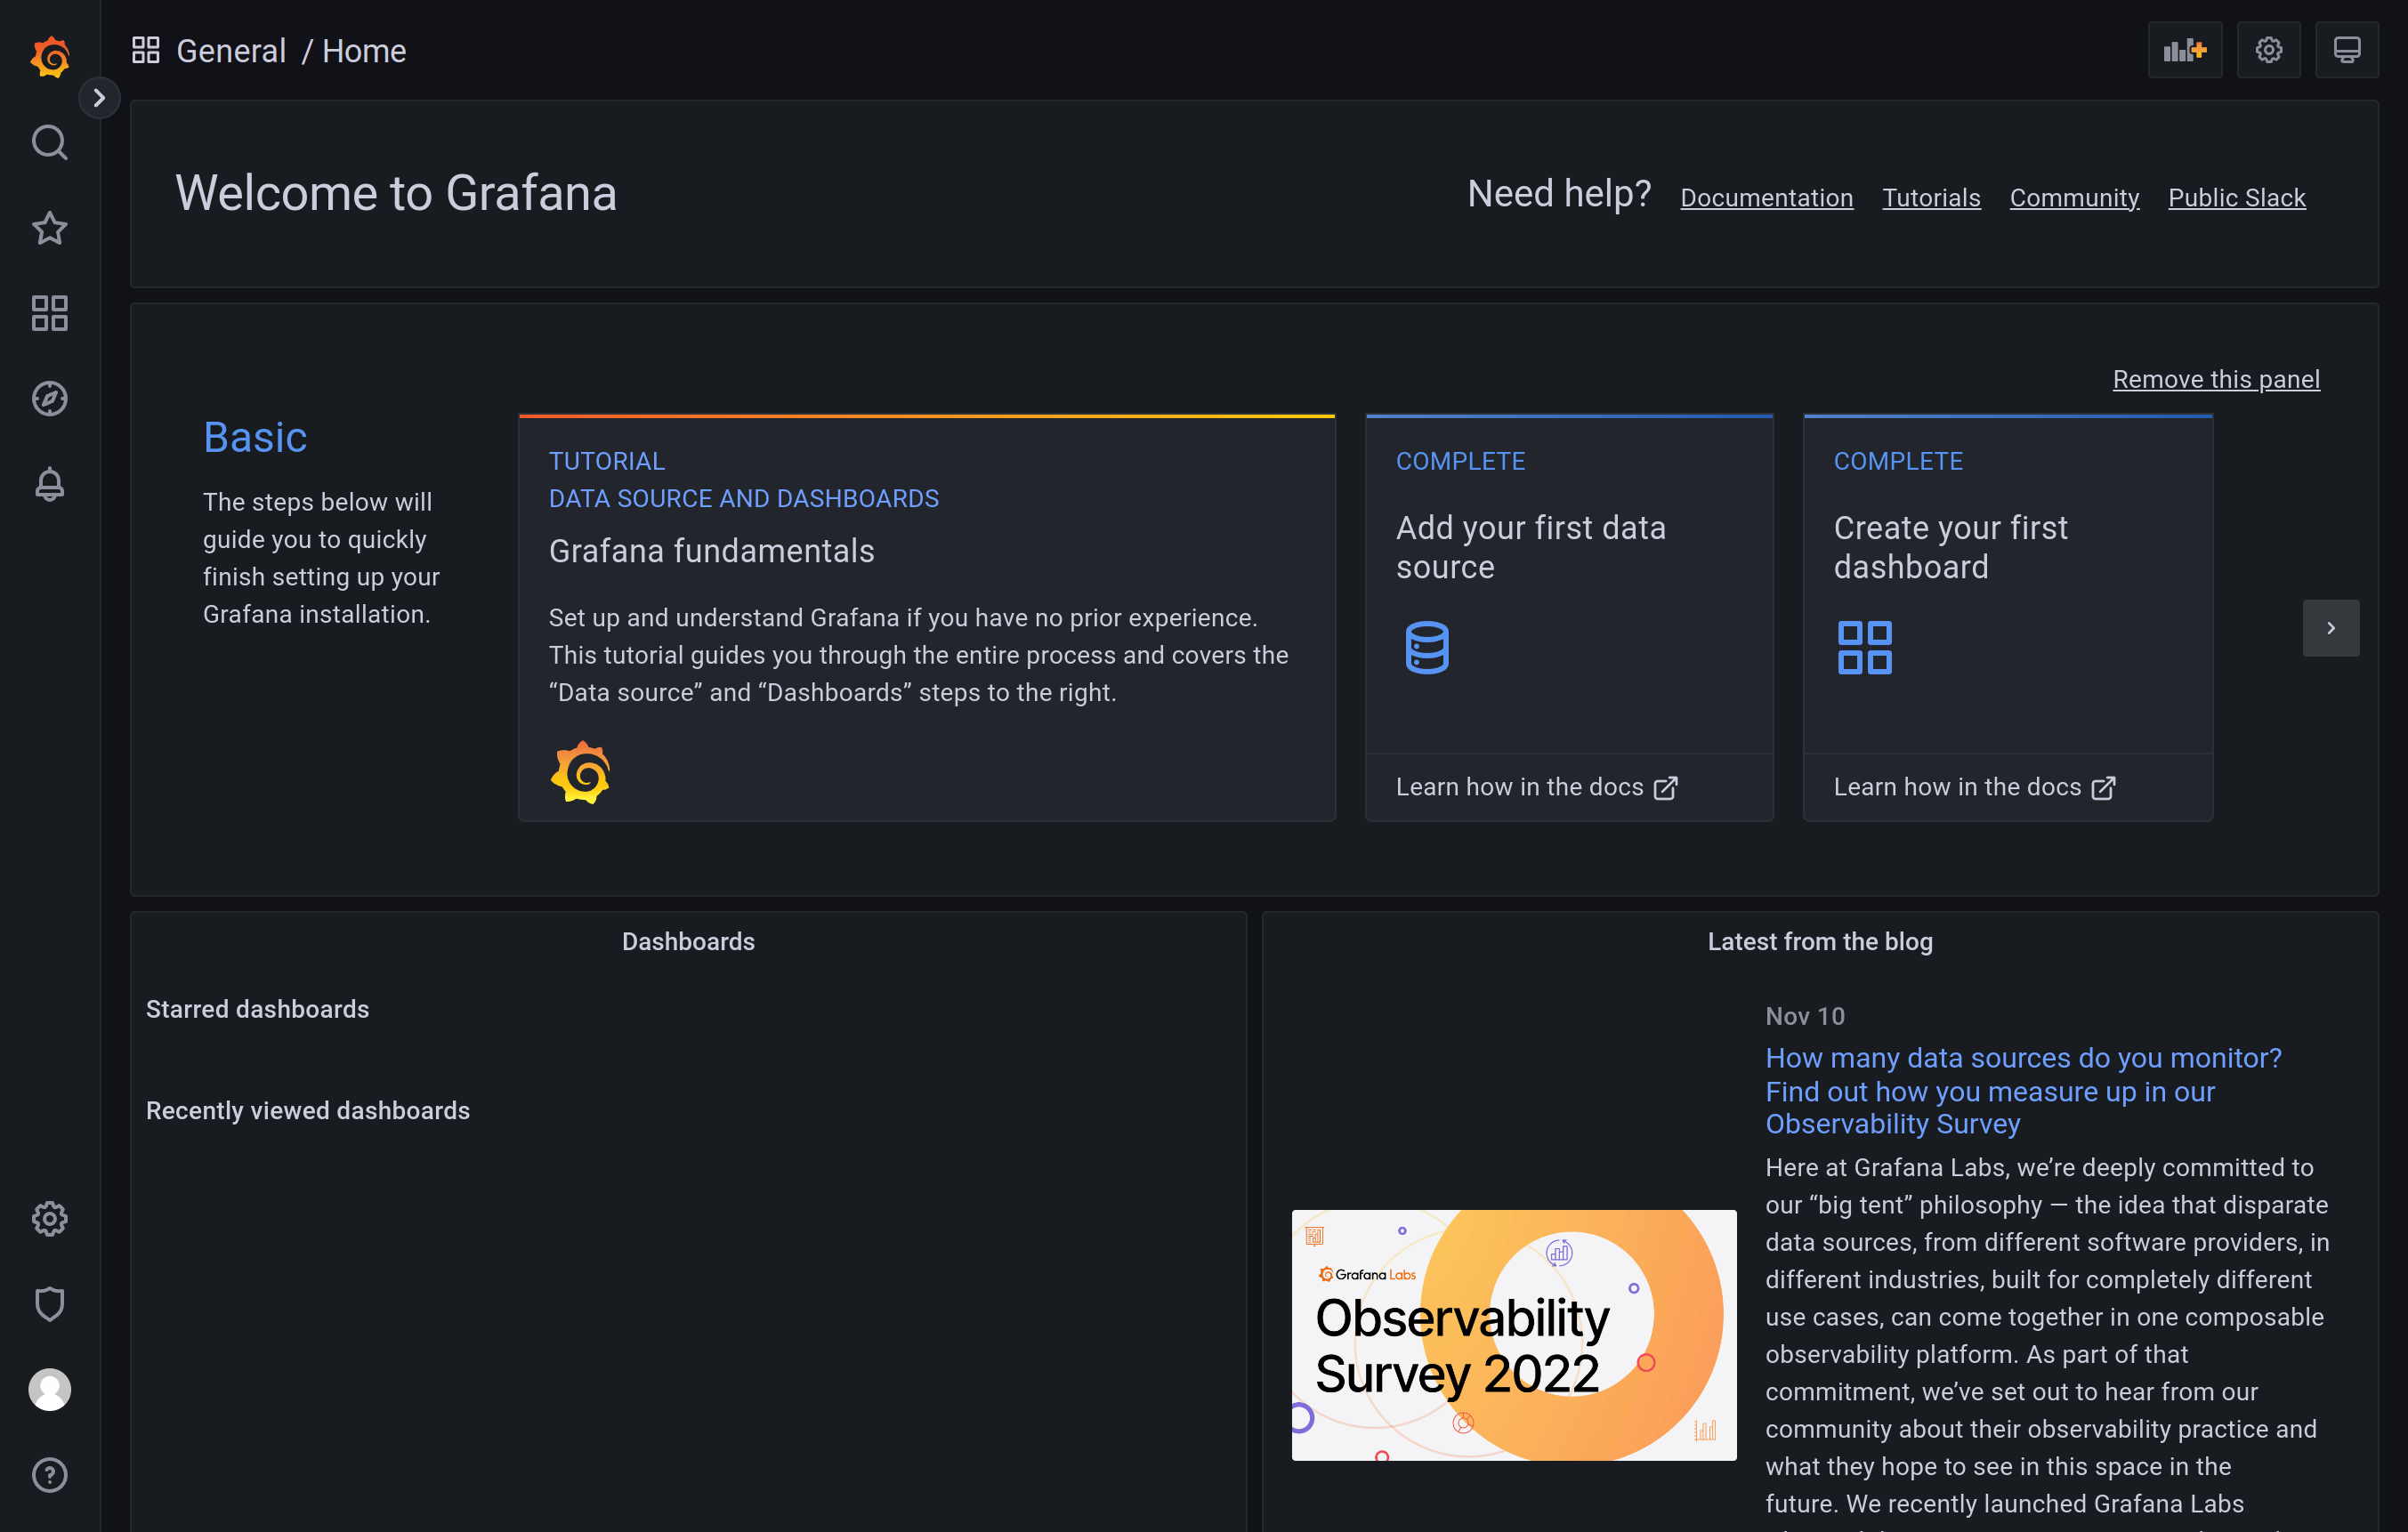 General / Home
Welcome to Grafana
Need help? Documentation Tutorials Community Public Slack
Remove this panel
Basic
The steps below will
guide you to quickly
finish setting up your
Grafana installation.
TUTORIAL
DATA SOURCE AND DASHBOARDS
Grafana fundamentals
Set up and understand Grafana if you have no prior experience.
This tutorial guides you through the entire process and covers the
“Data source” and “Dashboards” steps to the right.
COMPLETE
Add your first data
source
Learn how in the docs
COMPLETE
Create your first
dashboard
Learn how in the docs
Dashboards
Starred dashboards
Recently viewed dashboards
Latest from the blog
Grafana Labs
Observability
Survey 2022
Nov 10
How many data sources do you monitor?
Find out how you measure up in our
Observability Survey
Here at Grafana Labs, we’re deeply committed to
our “big tent” philosophy — the idea that disparate
data sources, from different software providers, in
different industries, built for completely different
use cases, can come together in one composable
observability platform. As part of that
commitment, we’ve set out to hear from our
community about their observability practice and
what they hope to see in this space in the
future. We recently launched Grafana Labs